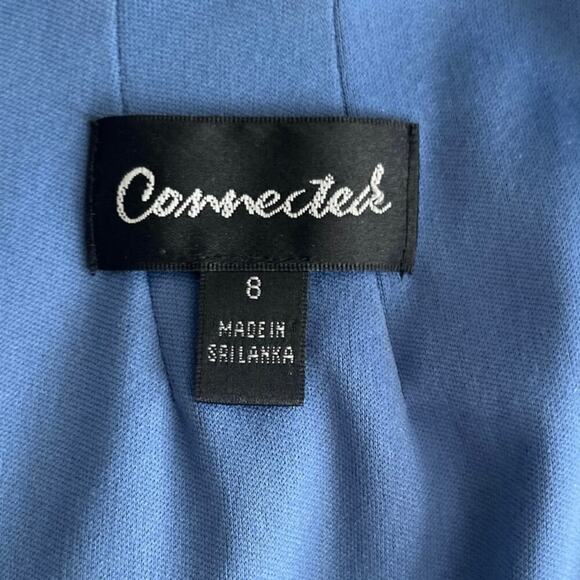 Connected
8
MADE IN
SRI LANKA